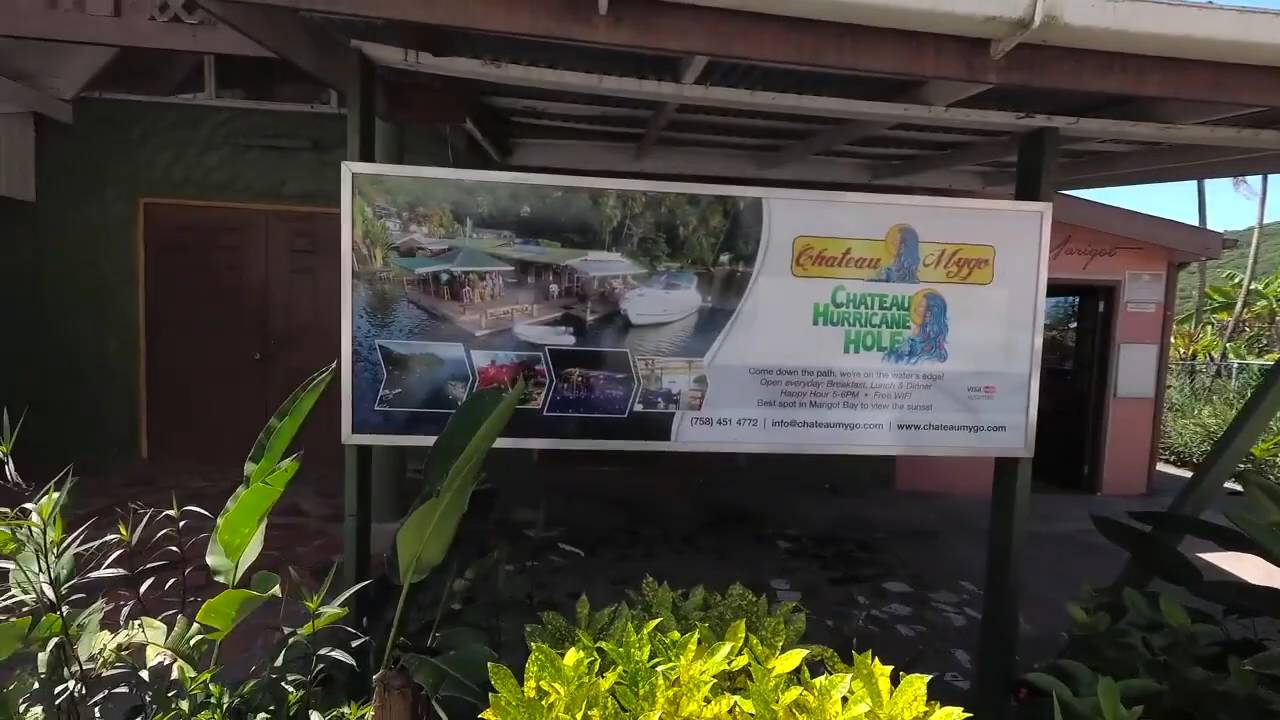 &
Chateau Mygo
CHATEAU
HURRICANE
HOLE
Come down the path, we're on the water's edge!
Open everyday: Breakfast, Lunch & Dinner
Happy Hour 5-6PM • Free WIFI
Best spot in Marigot Bay to view the sunset
VISA
(758) 451 4772 | info@chateaumygo.com | www.chateaumygo.com
Marigot